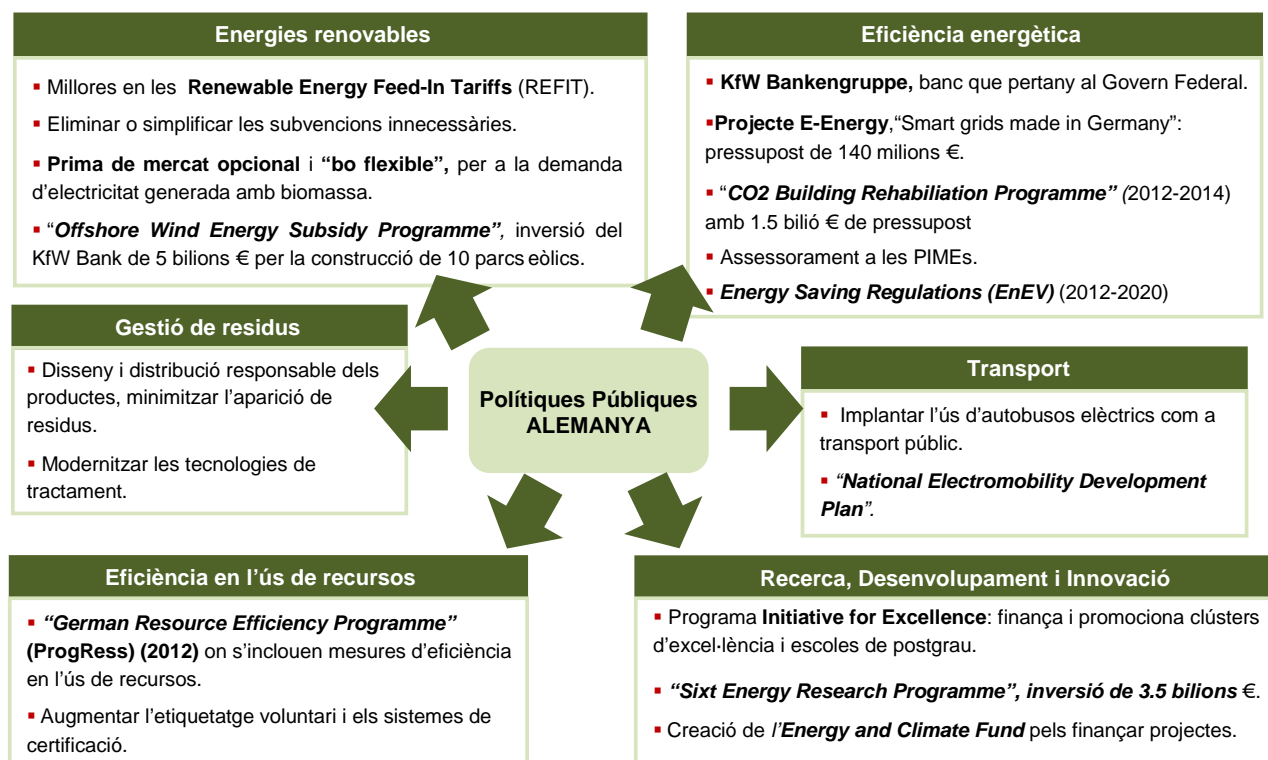 Energies renovables
▪ Millores en les Renewable Energy Feed-In Tariffs (REFIT).
▪ Eliminar o simplificar les subvencions innecessàries.
▪ Prima de mercat opcional i “bo flexible”, per a la demanda
d’electricitat generada amb biomassa.
▪ “Offshore Wind Energy Subsidy Programme”, inversió del
KfW Bank de 5 bilions € per la construcció de 10 parcs eòlics.
Eficiència energètica
▪ KfW Bankengruppe, banc que pertany al Govern Federal.
▪Projecte E-Energy,“Smart grids made in Germany”:
pressupost de 140 milions €.
▪ “CO2 Building Rehabiliation Programme” (2012-2014)
amb 1.5 bilió € de pressupost
▪ Assessorament a les PIMEs.
▪ Energy Saving Regulations (EnEV) (2012-2020)
Gestió de residus
▪ Disseny i distribució responsable dels
productes, minimitzar l’aparició de
residus.
▪ Modernitzar les tecnologies de
tractament.
Polítiques Públiques
ALEMANYA
Transport
▪ Implantar l’ús d’autobusos elèctrics com a
transport públic.
▪ “National Electromobility Development
Plan”.
Eficiència en l’ús de recursos
▪ “German Resource Efficiency Programme”
(ProgRess) (2012) on s’inclouen mesures d’eficiència
en l’ús de recursos.
▪ Augmentar l’etiquetatge voluntari i els sistemes de
certificació.
Recerca, Desenvolupament i Innovació
▪ Programa Initiative for Excellence: finança i promociona clústers
d’excel·lència i escoles de postgrau.
▪ “Sixt Energy Research Programme”, inversió de 3.5 bilions €.
▪ Creació de l’Energy and Climate Fund pels finançar projectes.